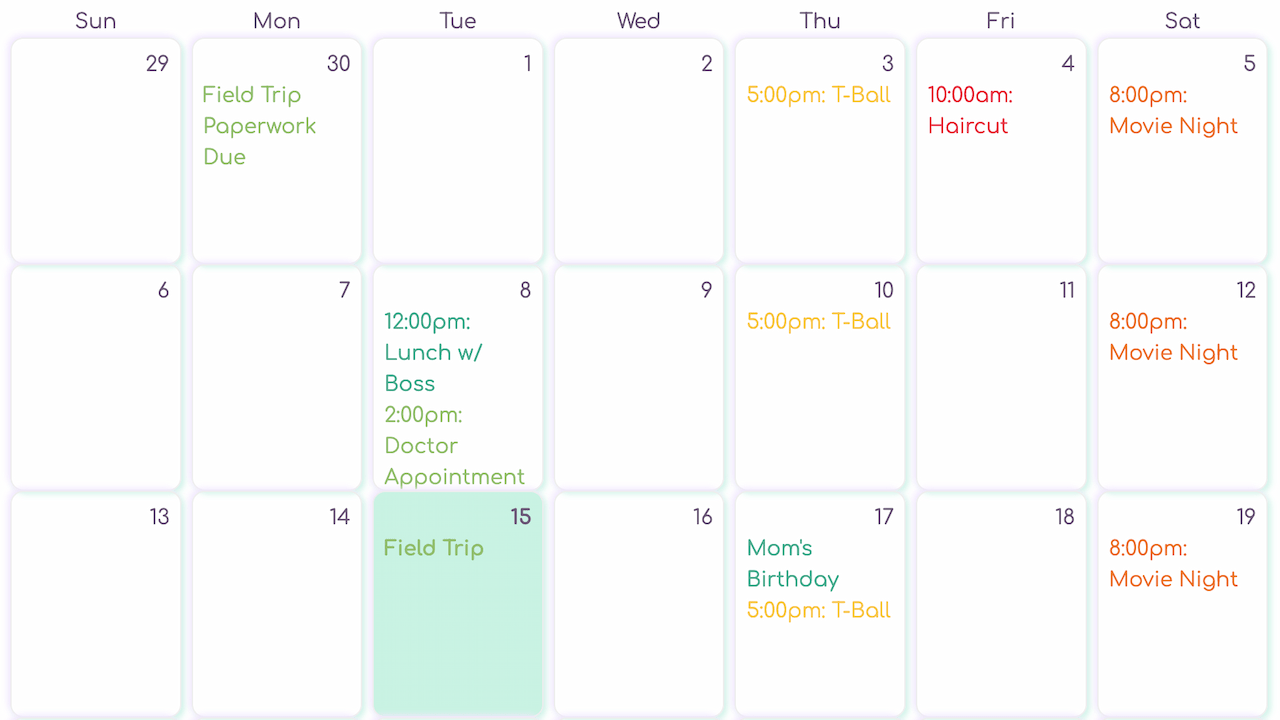 Sun Mon Tue Wed Thu Fri Sat
29 30 1 2 3 4 5
Field Trip
Paperwork
Due
5:00pm: T-Ball
10:00am:
Haircut
8:00pm:
Movie Night
6 7 8 9 10 11 12
12:00pm:
Lunch w/
Boss
2:00pm:
Doctor
Appointment
5:00pm: T-Ball
8:00pm:
Movie Night
13 14 15 16 17 18 19
Field Trip
Mom's
Birthday
5:00pm: T-Ball
8:00pm:
Movie Night